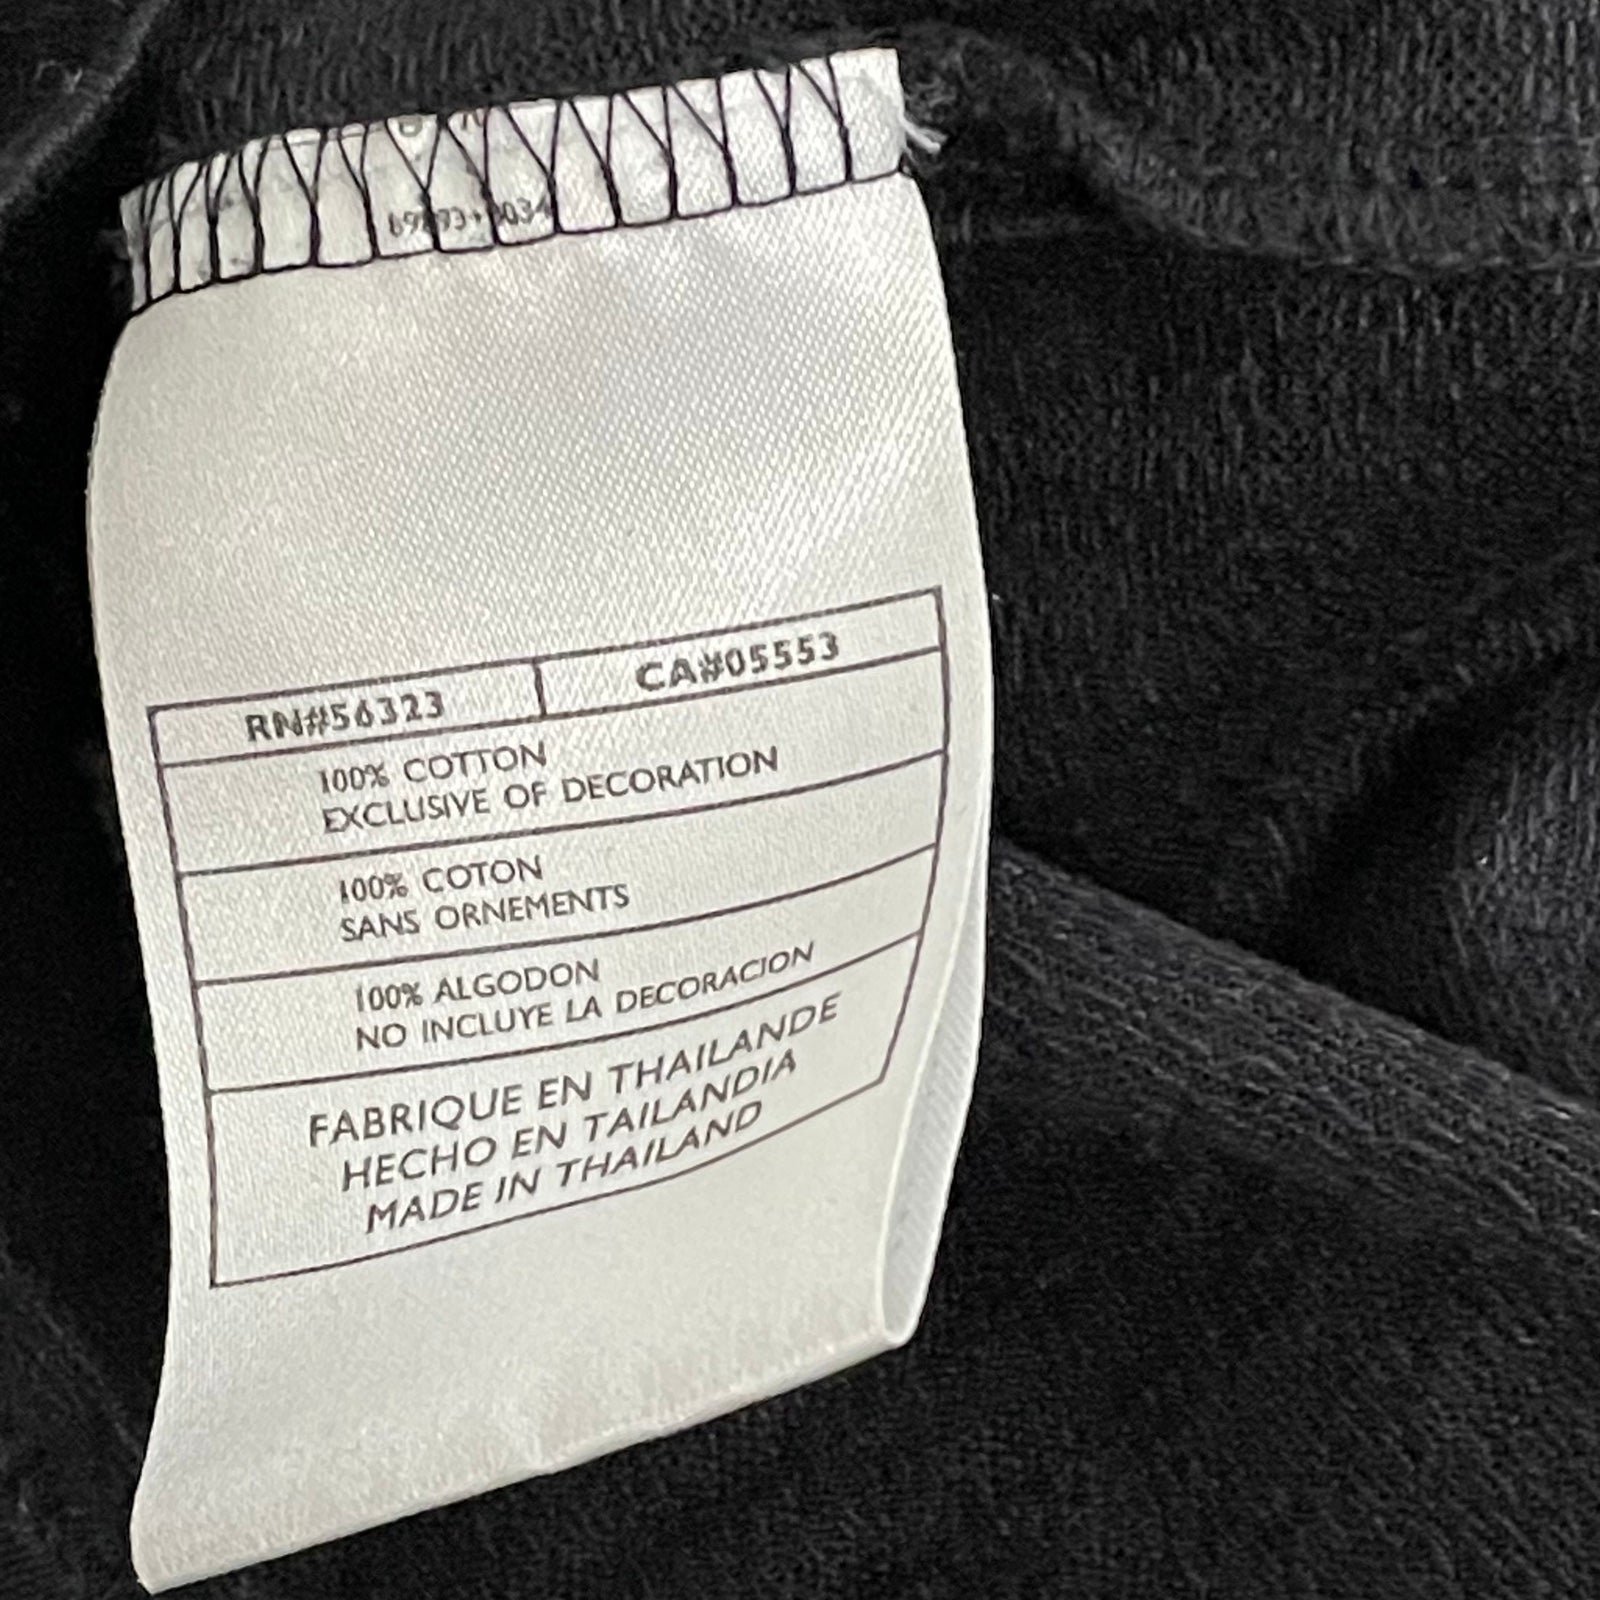 RN#56323
CA#05553
100% COTTON
EXCLUSIVE OF DECORATION
100% COTON
SANS ORNEMENTS
100% ALGODON
NO INCLUYE LA DECORACION
FABRIQUE EN THAILANDE
HECHO EN TAILANDIA
MADE IN THAILAND